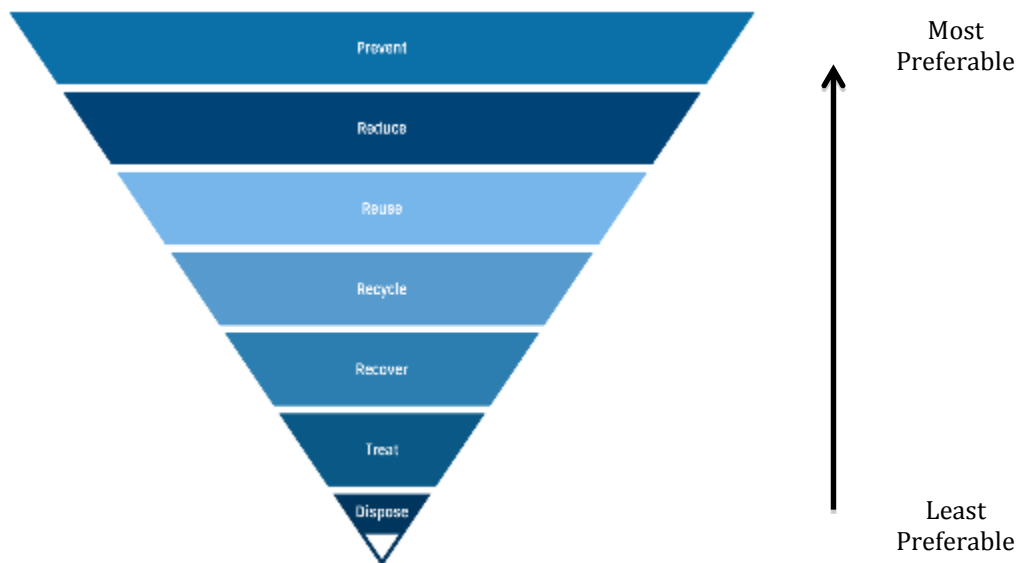 Prevent
Most
Preferable
Reduce
Reuse
Recycle
Recover
Treat
Dispose
Least
Preferable